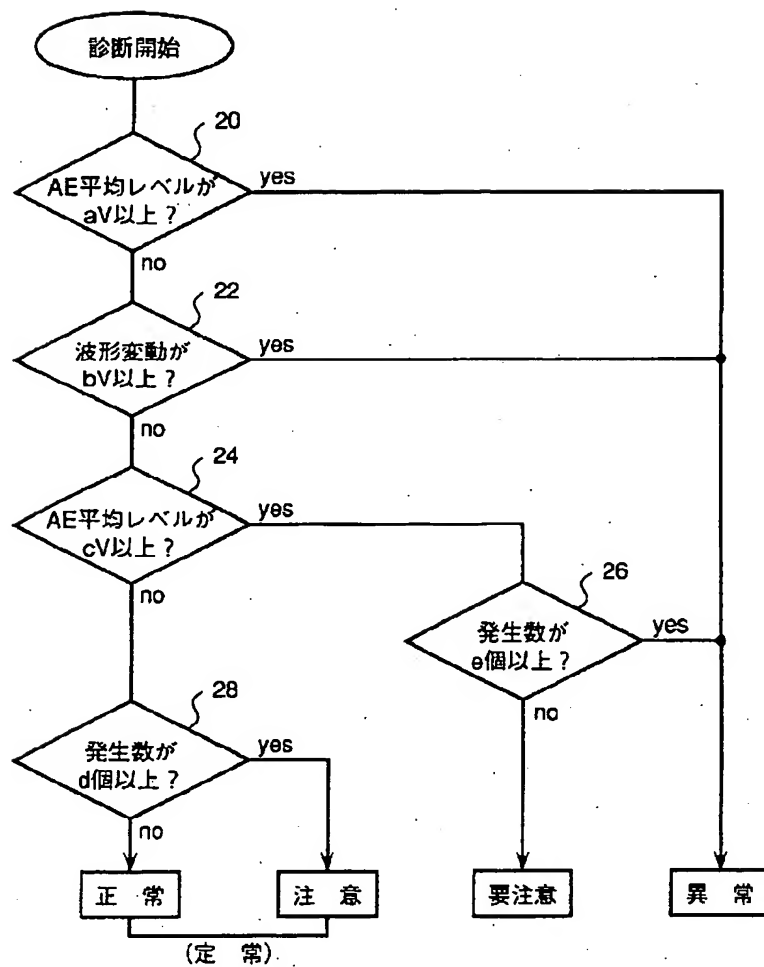 診断開始
20
AE平均レベルが
aV以上？
yes
no
22
波形変動が
bV以上？
yes
no
24
AE平均レベルが
cV以上？
yes
no
26
発生数が
e個以上？
yes
no
28
発生数が
d個以上？
yes
no
正 常
注 意
要注意
異 常
(定 常)